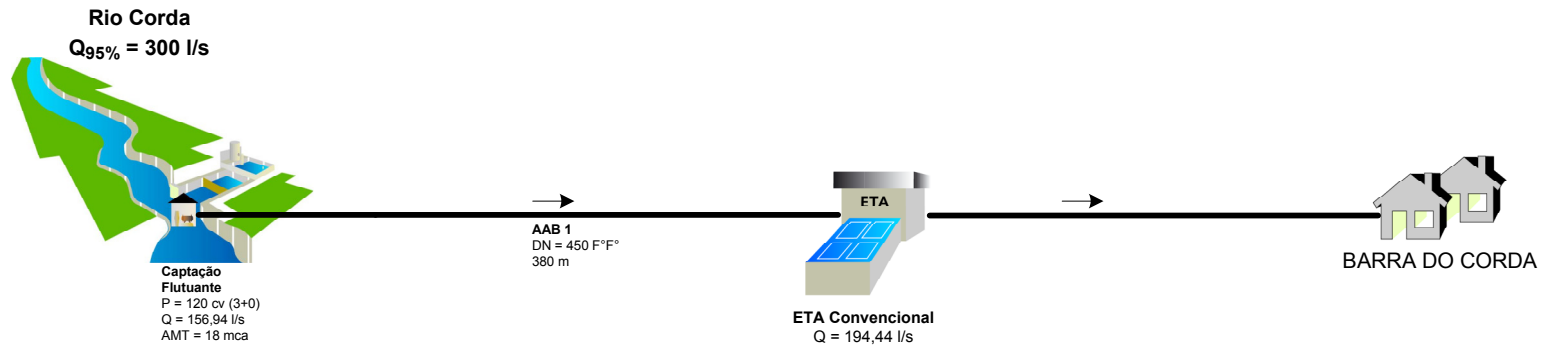 Rio Corda
Q95% = 300 l/s
Captação
Flutuante
P = 120 cv (3+0)
Q = 156,94 l/s
AMT = 18 mca
AAB 1
DN = 450 F°F°
380 m
ETA
ETA Convencional
Q = 194,44 l/s
BARRA DO CORDA